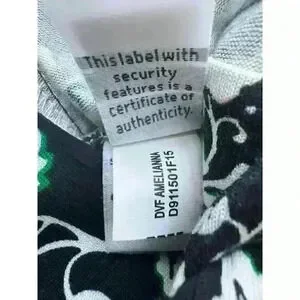 This label with
security
features is a
certificate of
authenticity.
DVF AMELIANNA
D911501F15